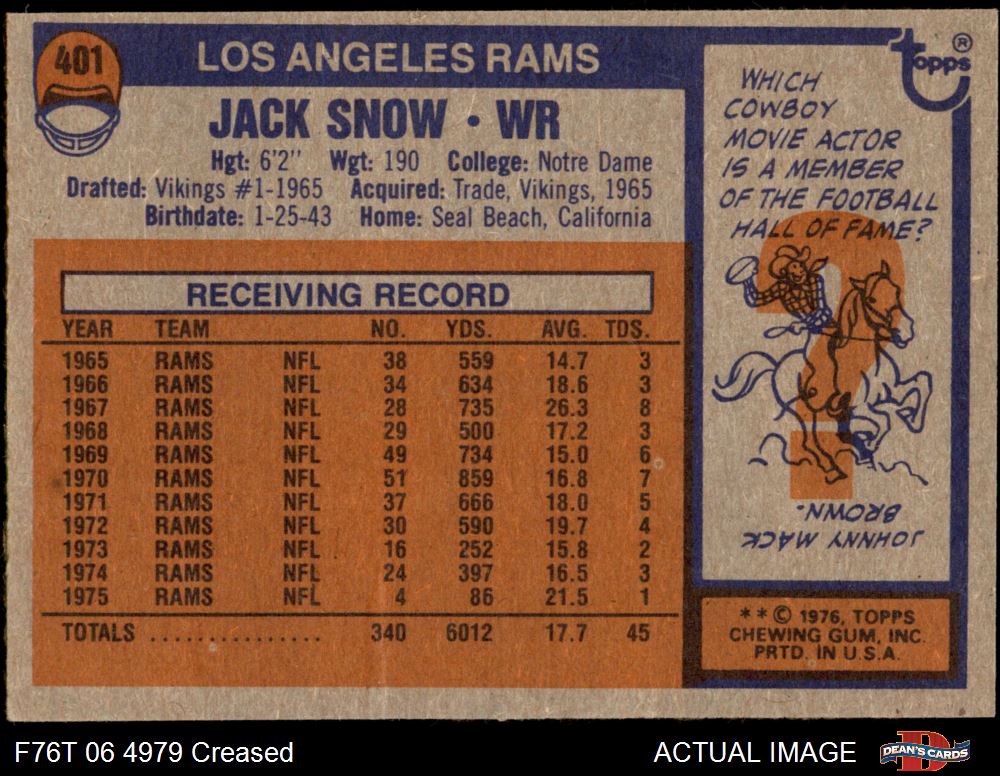 401
LOS ANGELES RAMS
JACK SNOW • WR
Hgt: 6'2" Wgt: 190 College: Notre Dame
Drafted: Vikings #1-1965 Acquired: Trade, Vikings, 1965
Birthdate: 1-25-43 Home: Seal Beach, California
RECEIVING RECORD
YEAR TEAM NO. YDS. AVG. TDS.
1965 RAMS NFL 38 559 14.7 3
1966 RAMS NFL 34 634 18.6 3
1967 RAMS NFL 28 735 26.3 8
1968 RAMS NFL 29 500 17.2 3
1969 RAMS NFL 49 734 15.0 6
1970 RAMS NFL 51 859 16.8 7
1971 RAMS NFL 37 666 18.0 5
1972 RAMS NFL 30 590 19.7 4
1973 RAMS NFL 16 252 15.8 2
1974 RAMS NFL 24 397 16.5 3
1975 RAMS NFL 4 86 21.5 1
TOTALS ............... 340 6012 17.7 45
topps ®
WHICH
COWBOY
MOVIE ACTOR
IS A MEMBER
OF THE FOOTBALL
HALL OF FAME?
?
JOHNNY MACK
BROWN.
**© 1976, TOPPS
CHEWING GUM, INC.
PRTD. IN U.S.A.
F76T 06 4979 Creased
ACTUAL IMAGE
D
DEAN'S CARDS